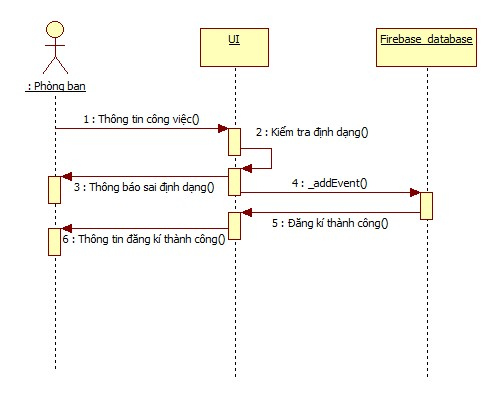 UI
Firebase_database
: Phòng ban
1 : Thông tin công việc()
2 : Kiểm tra định dạng()
3 : Thông báo sai định dạng()
4 : _addEvent()
5 : Đăng kí thành công()
6 : Thông tin đăng kí thành công()